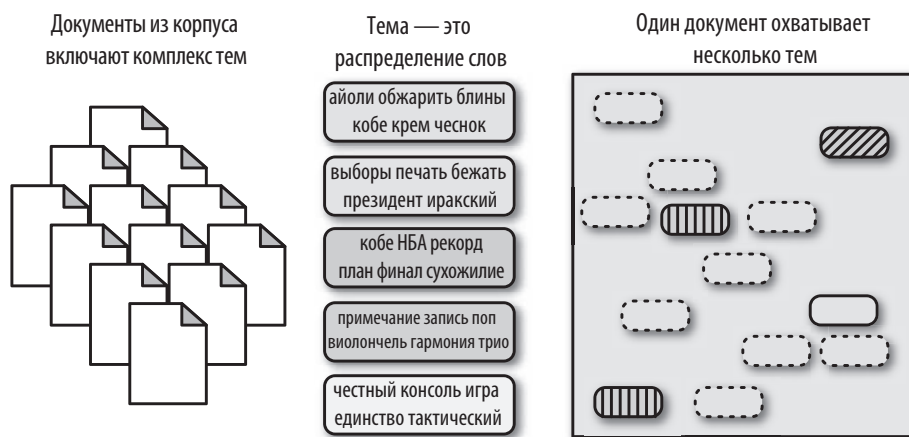 Документы из корпуса
включают комплекс тем
Тема — это
распределение слов
айоли обжарить блины
кобе крем чеснок
выборы печать бежать
президент иракский
кобе НБА рекорд
план финал сухожилие
примечание запись поп
виолончель гармония трио
честный консоль игра
единство тактический
Один документ охватывает
несколько тем